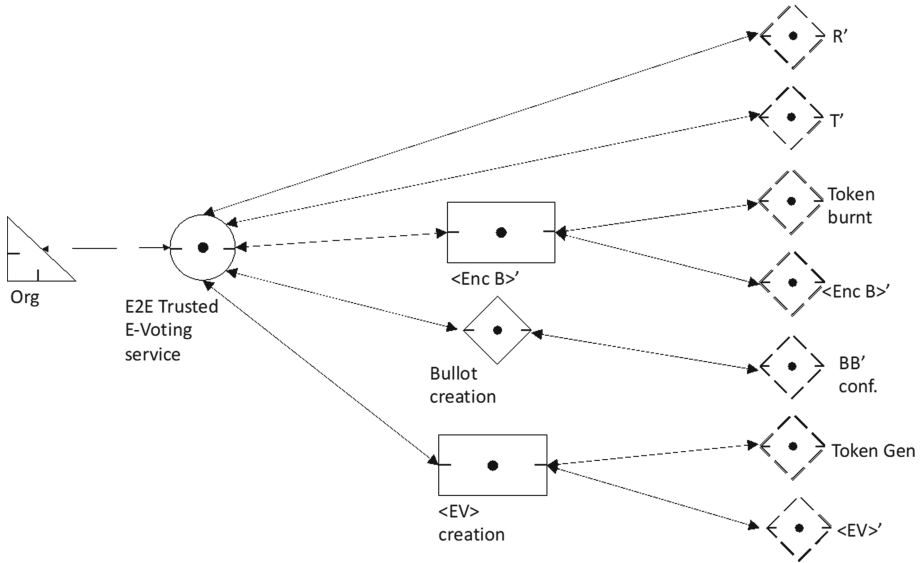 R’
T’
Token
burnt
<Enc B>’
Org
<Enc B>’
E2E Trusted
E-Voting
service
Bullot
creation
BB’
conf.
Token Gen
<EV>
creation
<EV>’